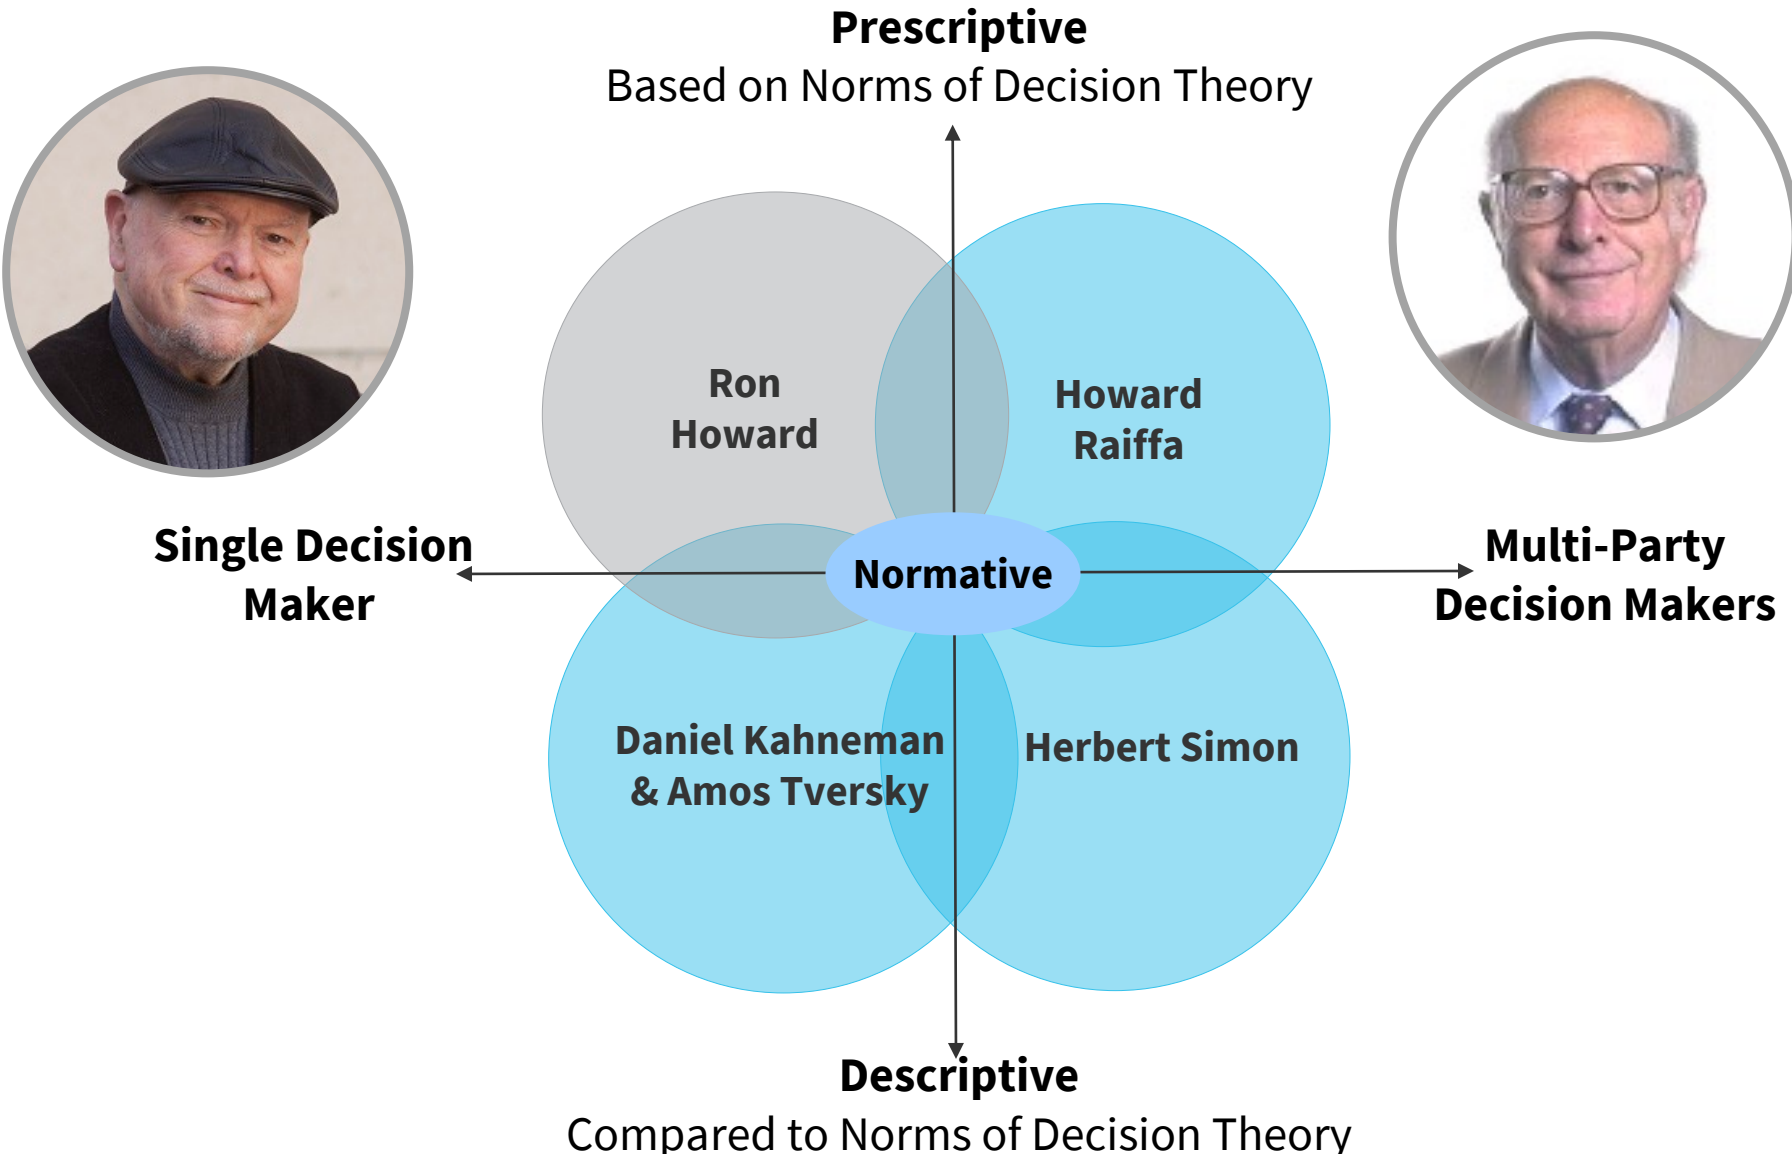 Prescriptive
Based on Norms of Decision Theory
Ron
Howard
Howard
Raiffa
Single Decision
Maker
Normative
Multi-Party
Decision Makers
Daniel Kahneman
& Amos Tversky
Herbert Simon
Descriptive
Compared to Norms of Decision Theory